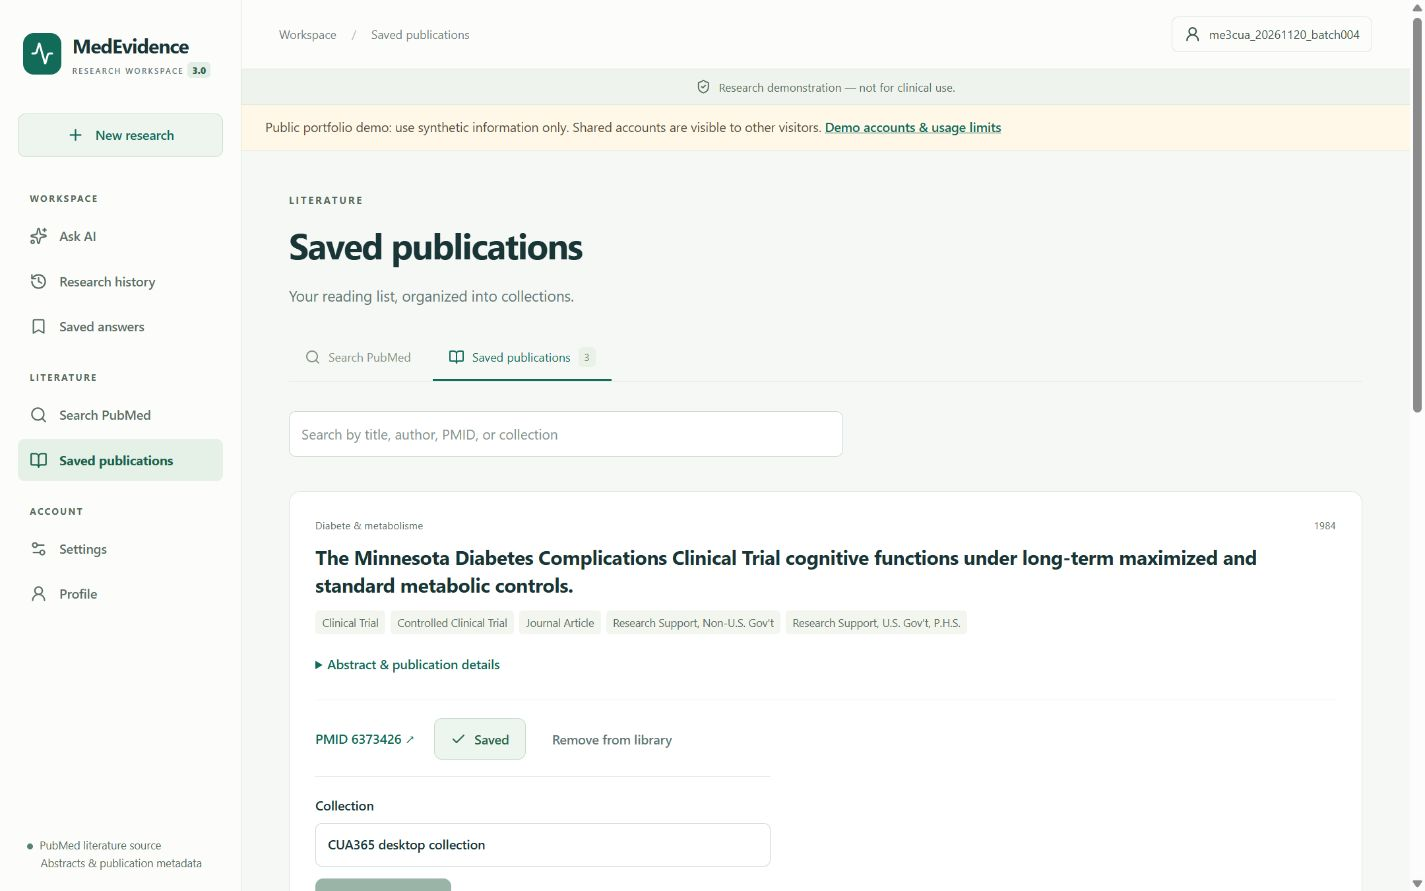 MedEvidence
RESEARCH WORKSPACE 3.0
New research
WORKSPACE
Ask AI
Research history
Saved answers
LITERATURE
Search PubMed
Saved publications
ACCOUNT
Settings
Profile
PubMed literature source
Abstracts & publication metadata
Workspace / Saved publications
me3cua_20261120_batch004
Research demonstration — not for clinical use.
Public portfolio demo: use synthetic information only. Shared accounts are visible to other visitors. Demo accounts & usage limits
LITERATURE
Saved publications
Your reading list, organized into collections.
Search PubMed
Saved publications 3
Search by title, author, PMID, or collection
Diabete & metabolisme
1984
The Minnesota Diabetes Complications Clinical Trial cognitive functions under long-term maximized and
standard metabolic controls.
Clinical Trial
Controlled Clinical Trial
Journal Article
Research Support, Non-U.S. Gov't
Research Support, U.S. Gov't, P.H.S.
Abstract & publication details
PMID 6373426 ↗
Saved
Remove from library
Collection
CUA365 desktop collection